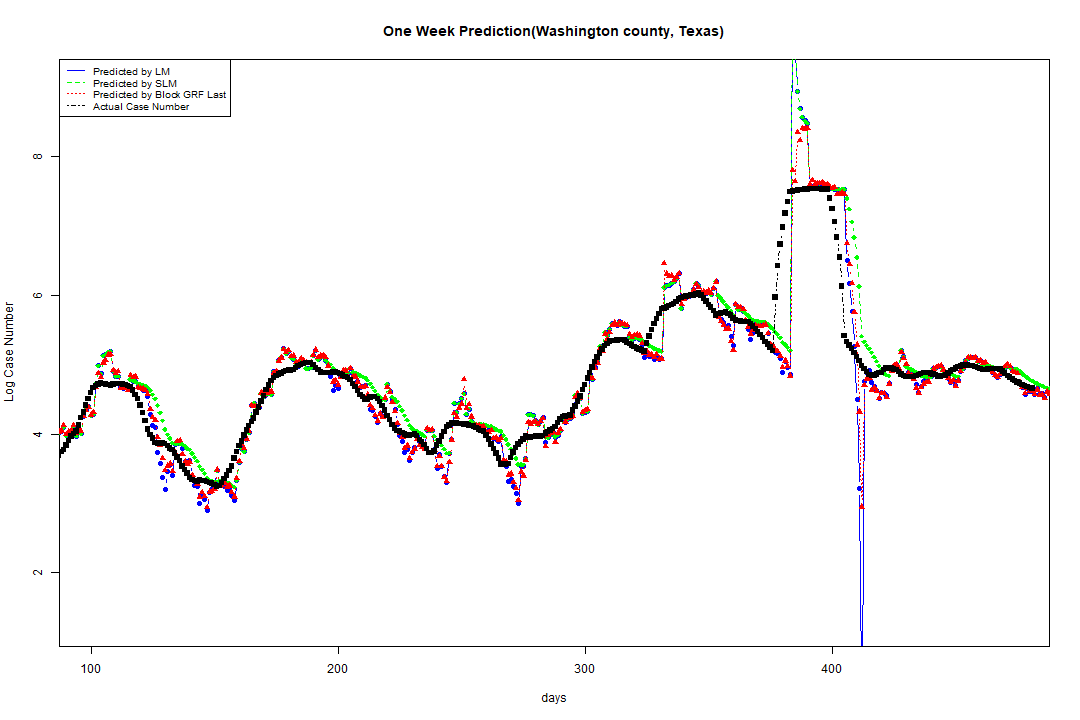 One Week Prediction(Washington county, Texas)
Predicted by LM
Predicted by SLM
Predicted by Block GRF Last
Actual Case Number
Log Case Number
8
6
4
2
100 200 300 400
days